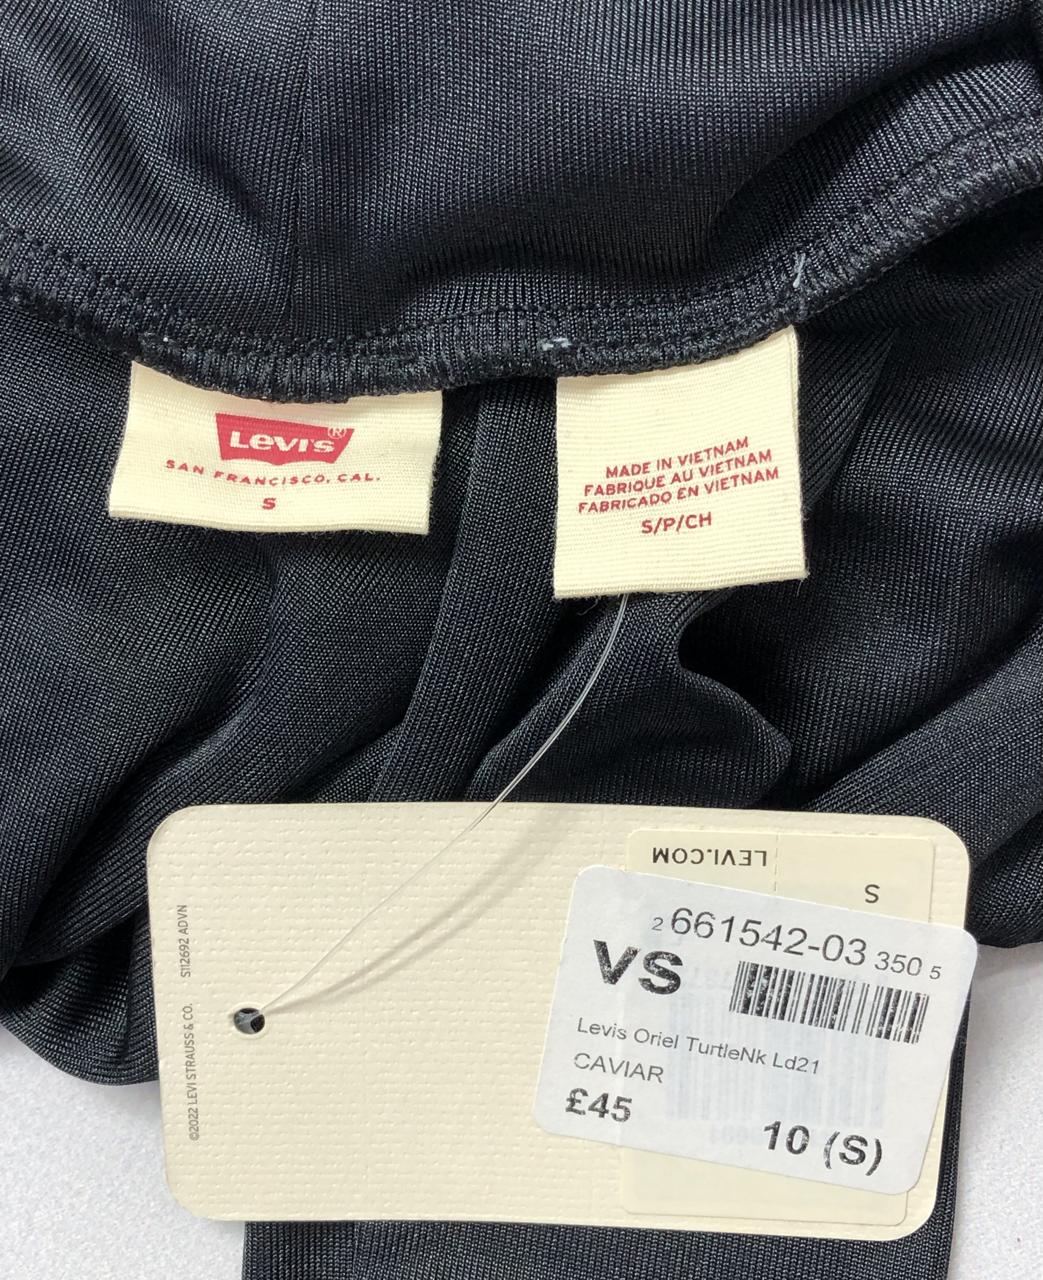 Levi's®
SAN FRANCISCO, CAL.
S
MADE IN VIETNAM
FABRIQUE AU VIETNAM
FABRICADO EN VIETNAM
S/P/CH
LEVI.COM
S
2 661542-03 350 5
VS
Levis Oriel TurtleNk Ld21
CAVIAR
£45
10 (S)
©2022 LEVI STRAUSS & CO. S112692 ADVN